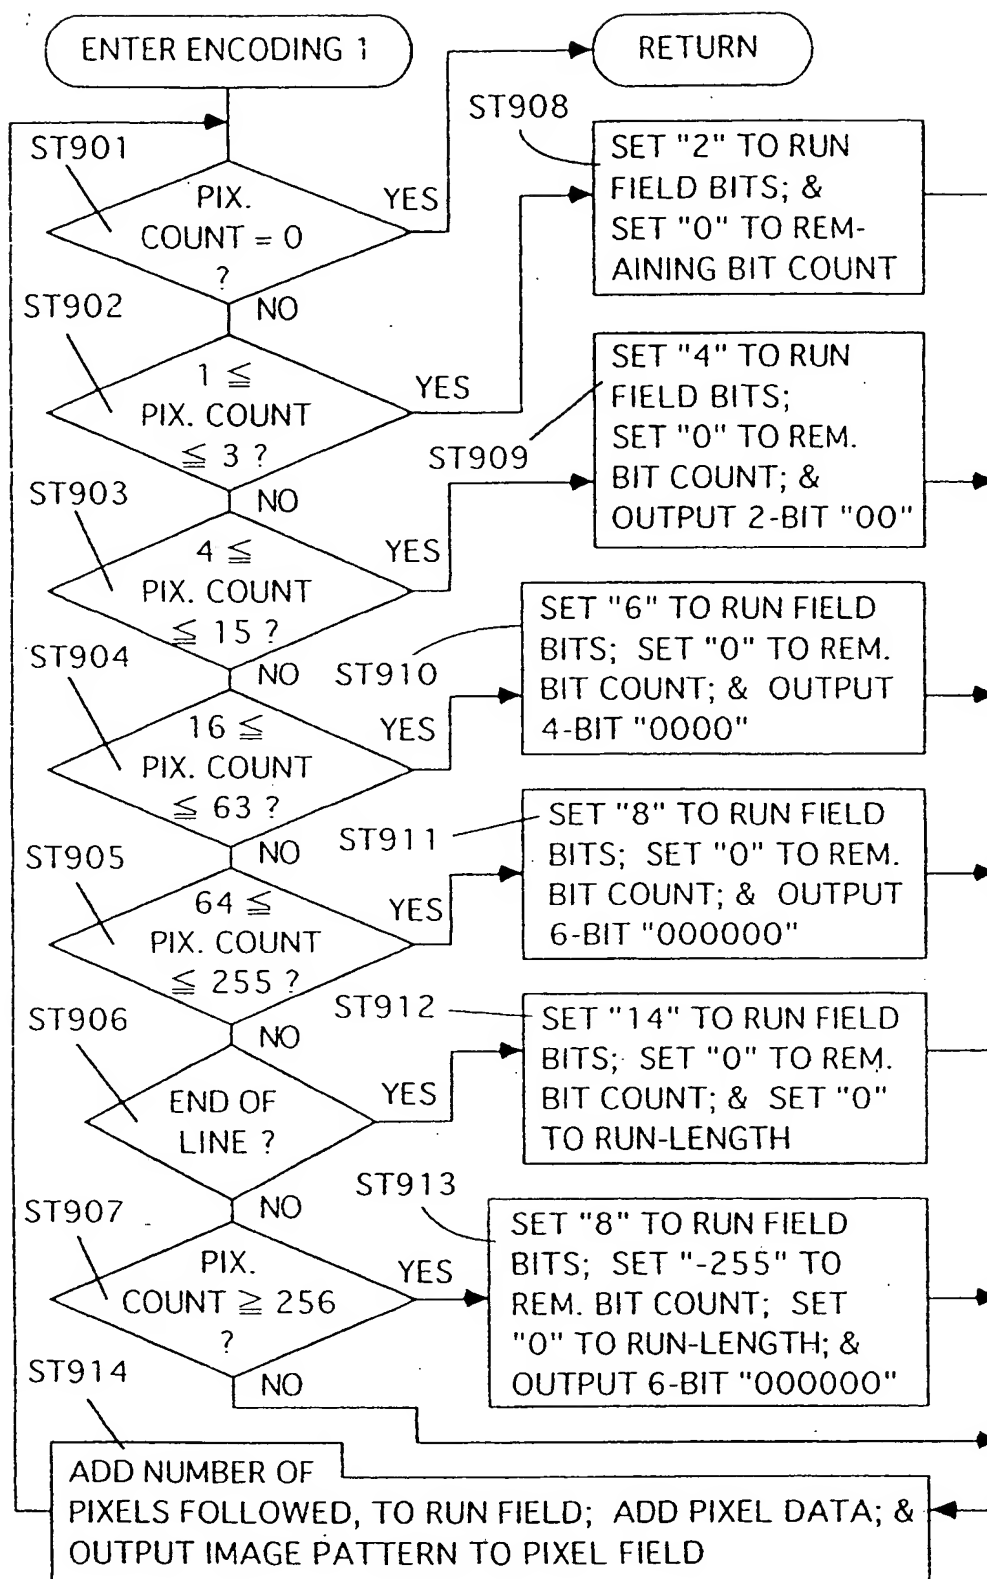 ENTER ENCODING 1
RETURN
ST901
PIX.
COUNT = 0
?
YES
NO
ST908
SET "2" TO RUN
FIELD BITS; &
SET "0" TO REM-
AINING BIT COUNT
ST902
1 ≦
PIX. COUNT
≦ 3 ?
YES
NO
ST909
SET "4" TO RUN
FIELD BITS;
SET "0" TO REM.
BIT COUNT; &
OUTPUT 2-BIT "00"
ST903
4 ≦
PIX. COUNT
≦ 15 ?
YES
NO
ST910
SET "6" TO RUN FIELD
BITS; SET "0" TO REM.
BIT COUNT; & OUTPUT
4-BIT "0000"
ST904
16 ≦
PIX. COUNT
≦ 63 ?
YES
NO
ST911
SET "8" TO RUN FIELD
BITS; SET "0" TO REM.
BIT COUNT; & OUTPUT
6-BIT "000000"
ST905
64 ≦
PIX. COUNT
≦ 255 ?
YES
NO
ST912
SET "14" TO RUN FIELD
BITS; SET "0" TO REM.
BIT COUNT; & SET "0"
TO RUN-LENGTH
ST906
END OF
LINE ?
YES
NO
ST913
SET "8" TO RUN FIELD
BITS; SET "-255" TO
REM. BIT COUNT; SET
"0" TO RUN-LENGTH; &
OUTPUT 6-BIT "000000"
ST907
PIX.
COUNT ≧ 256
?
YES
NO
ST914
ADD NUMBER OF
PIXELS FOLLOWED, TO RUN FIELD; ADD PIXEL DATA; &
OUTPUT IMAGE PATTERN TO PIXEL FIELD